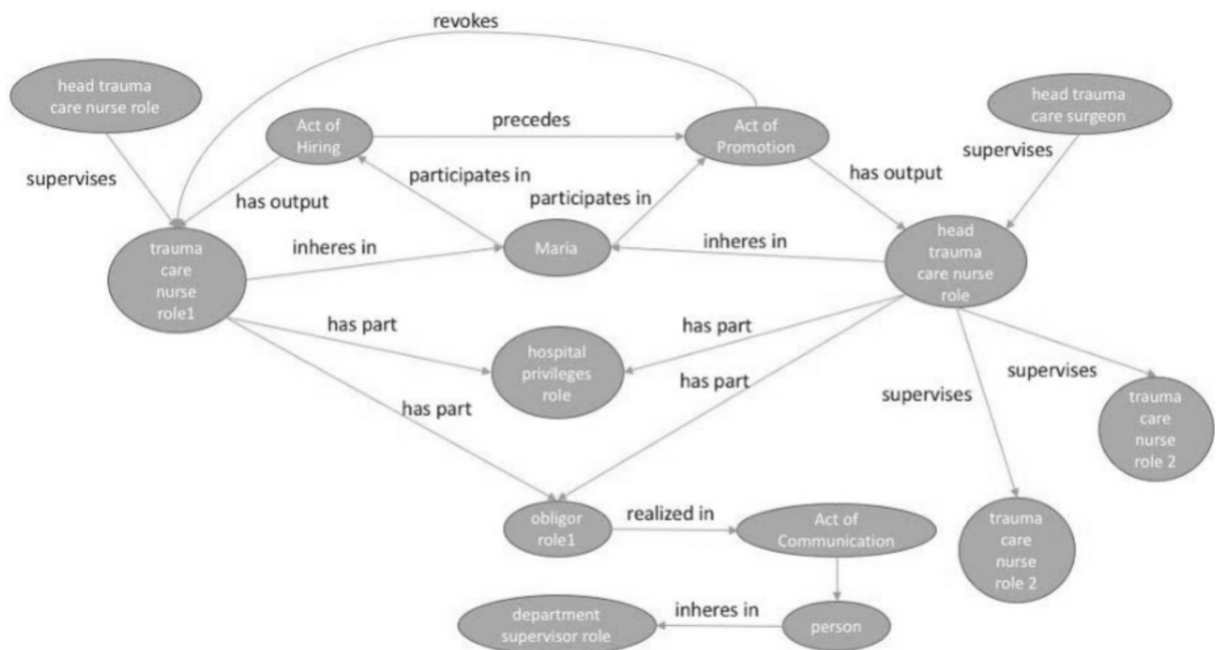 revokes
head trauma
care nurse role
head trauma
care surgeon
Act of
Hiring
precedes
Act of
Promotion
supervises
supervises
participates in
has output
has output
participates in
trauma
care
nurse
role1
inheres in
Maria
inheres in
head
trauma
care nurse
role
has part
has part
hospital
privileges
role
has part
has part
supervises
supervises
trauma
care
nurse
role 2
obligor
role1
realized in
Act of
Communication
trauma
care
nurse
role 2
department
supervisor role
inheres in
person